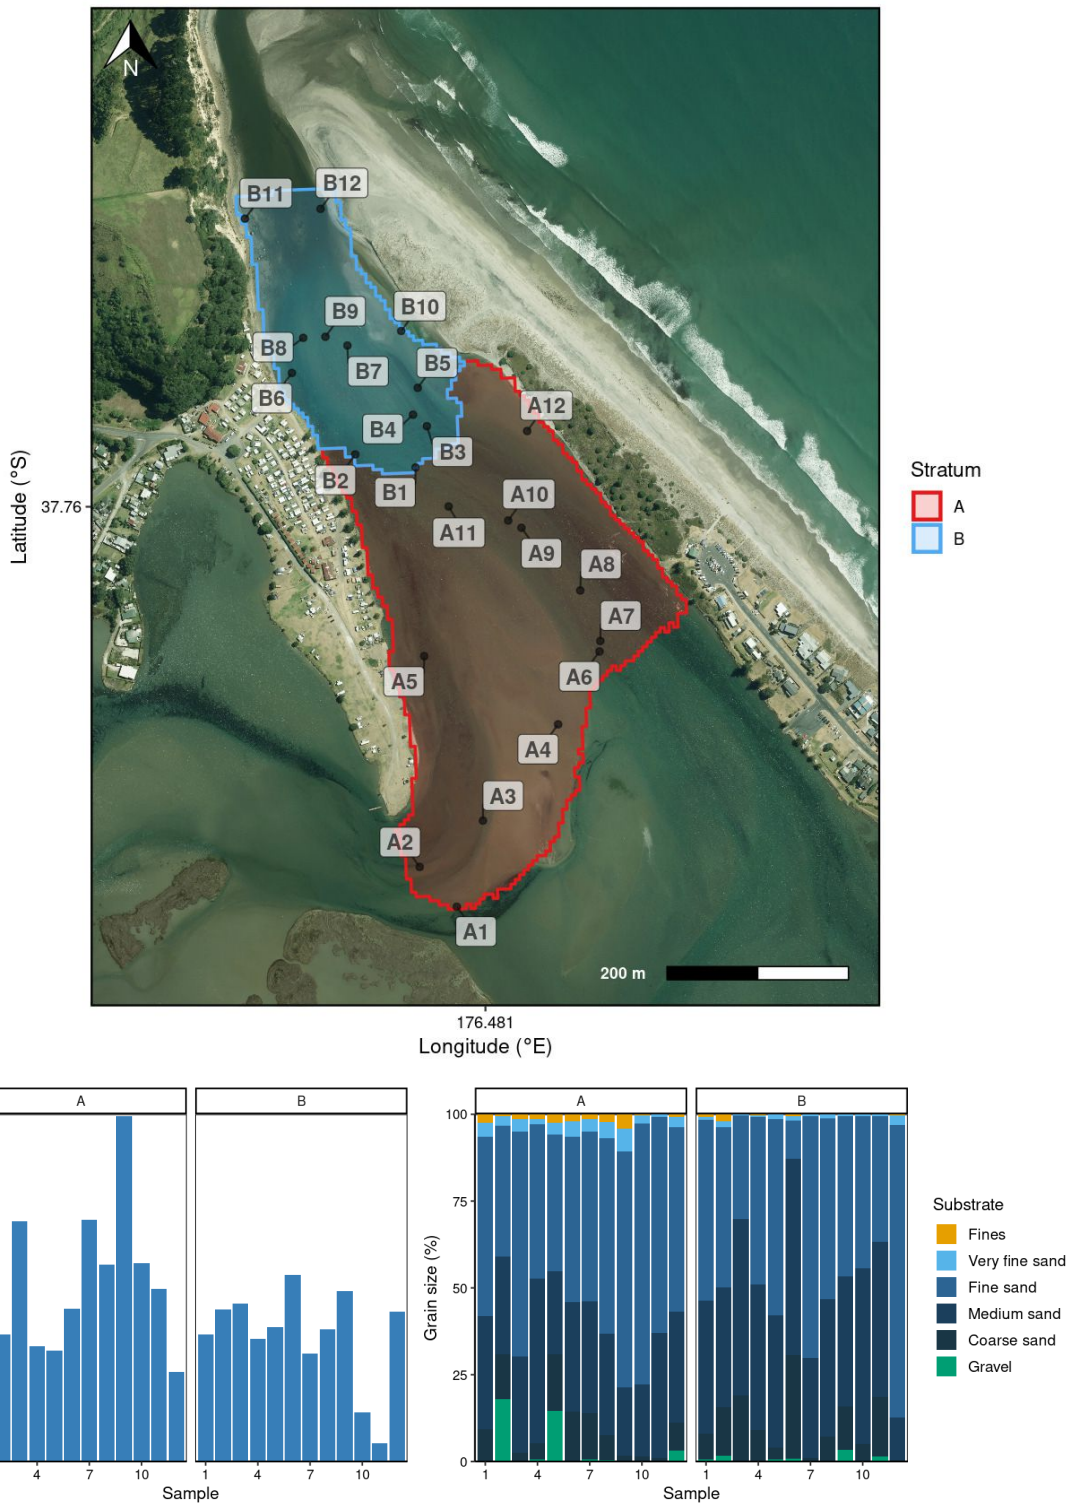 N
B11
B12
B9
B10
B8
B7
B5
B6
B4
A12
B3
B2
B1
A10
A11
A9
A8
A7
A5
A6
A4
A3
A2
A1
200 m
37.76
Latitude (°S)
176.481
Longitude (°E)
Stratum
A
B
A
B
4
7
10
1
4
7
10
Sample
A
B
100
75
50
25
0
Grain size (%)
1
4
7
10
1
4
7
10
Sample
Substrate
Fines
Very fine sand
Fine sand
Medium sand
Coarse sand
Gravel